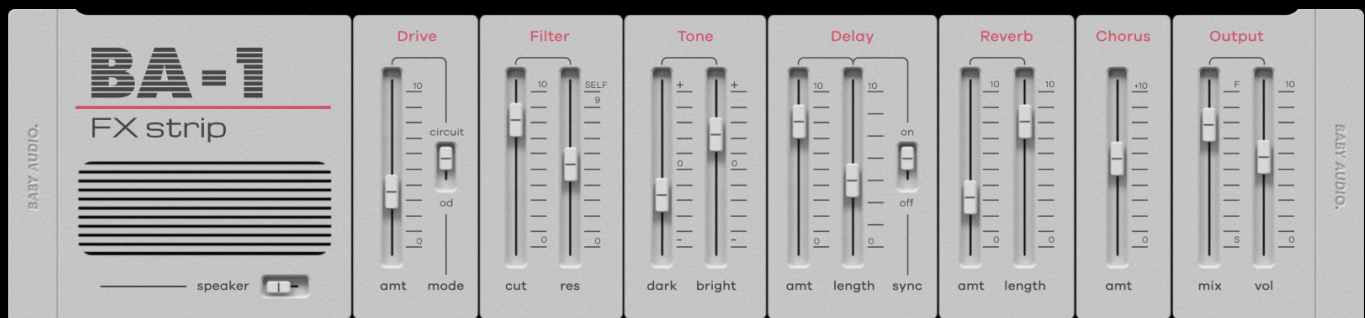 BABY AUDIO.
BA-1
FX strip
speaker
Drive
10
circuit
od
0
amt mode
Filter
10 SELF
9
0 0
cut res
Tone
+ +
0 0
- -
dark bright
Delay
10 10
on
off
0 0
amt length sync
Reverb
10 10
0 0
amt length
Chorus
+10
0
amt
Output
F 10
S 0
mix vol
BABY AUDIO.